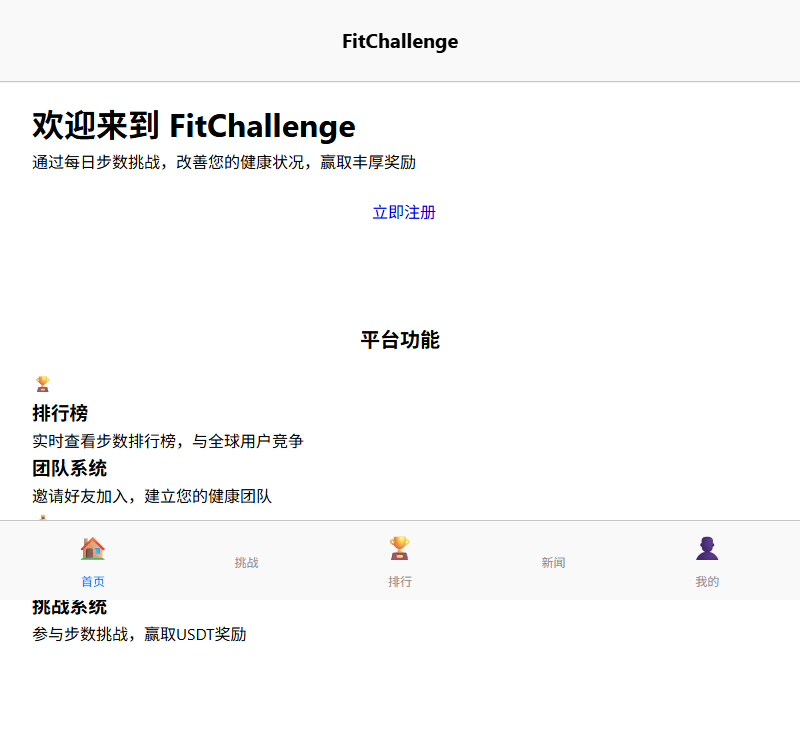 FitChallenge
欢迎来到 FitChallenge
通过每日步数挑战，改善您的健康状况，赢取丰厚奖励
立即注册
平台功能
排行榜
实时查看步数排行榜，与全球用户竞争
团队系统
邀请好友加入，建立您的健康团队
首页
挑战
排行
新闻
我的
挑战系统
参与步数挑战，赢取USDT奖励